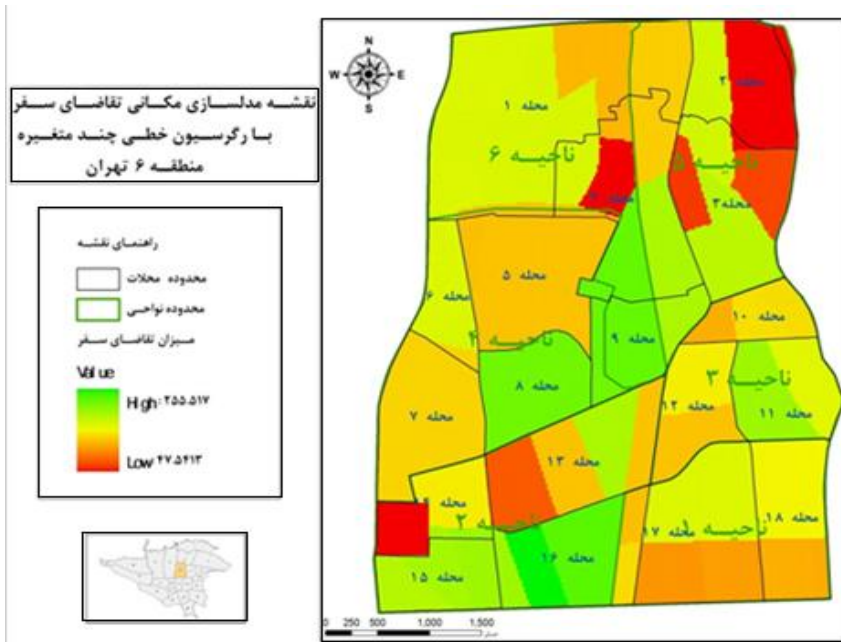 نقشه مدلسازی مکانی تقاضای سفر
با رگرسیون خطی چند متغیره
منطقه ۶ تهران
راهنمای نقشه
محدوده محلات
محدوده نواحی
میزان تقاضای سفر
Value
High : ۲۵۵.۵۱۷
Low : ۴۷.۵۴۱۳
N
W E
S
محله ۱
محله ۲
ناحیه ۶
ناحیه ۵
محله ۳
محله ۵
محله ۶
محله ۱۰
ناحیه ۴
محله ۹
محله ۸
ناحیه ۳
محله ۷
محله ۱۲
محله ۱۱
محله ۱۳
ناحیه ۲
ناحیه ۱
محله ۱۸
محله ۱۷
محله ۱۶
محله ۱۵
0 250 500 1,000 1,500